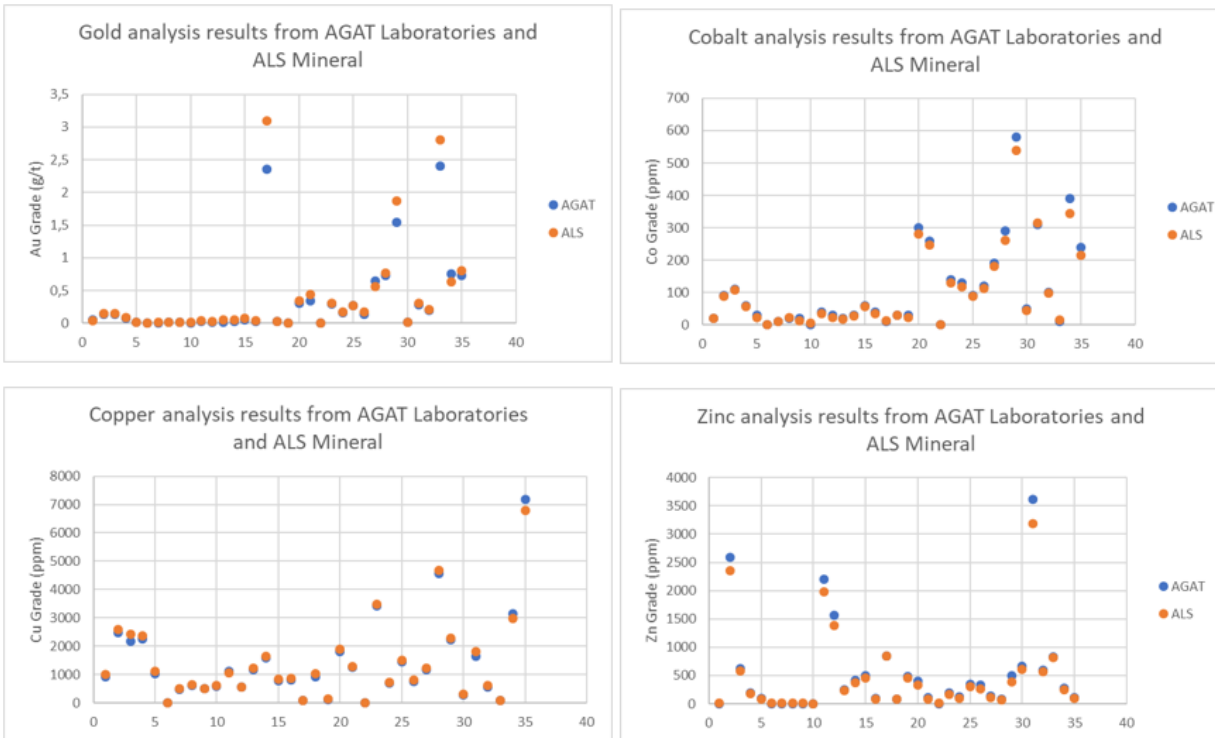 Gold analysis results from AGAT Laboratories and
ALS Mineral
3,5
3
2,5
2
1,5
1
0,5
0
Au Grade (g/t)
0 5 10 15 20 25 30 35 40
AGAT
ALS
Cobalt analysis results from AGAT Laboratories and
ALS Mineral
700
600
500
400
300
200
100
0
Co Grade (ppm)
0 5 10 15 20 25 30 35 40
AGAT
ALS
Copper analysis results from AGAT Laboratories
and ALS Mineral
8000
7000
6000
5000
4000
3000
2000
1000
0
Cu Grade (ppm)
0 5 10 15 20 25 30 35 40
Zinc analysis results from AGAT Laboratories and
ALS Mineral
4000
3500
3000
2500
2000
1500
1000
500
0
Zn Grade (ppm)
0 5 10 15 20 25 30 35 40
AGAT
ALS